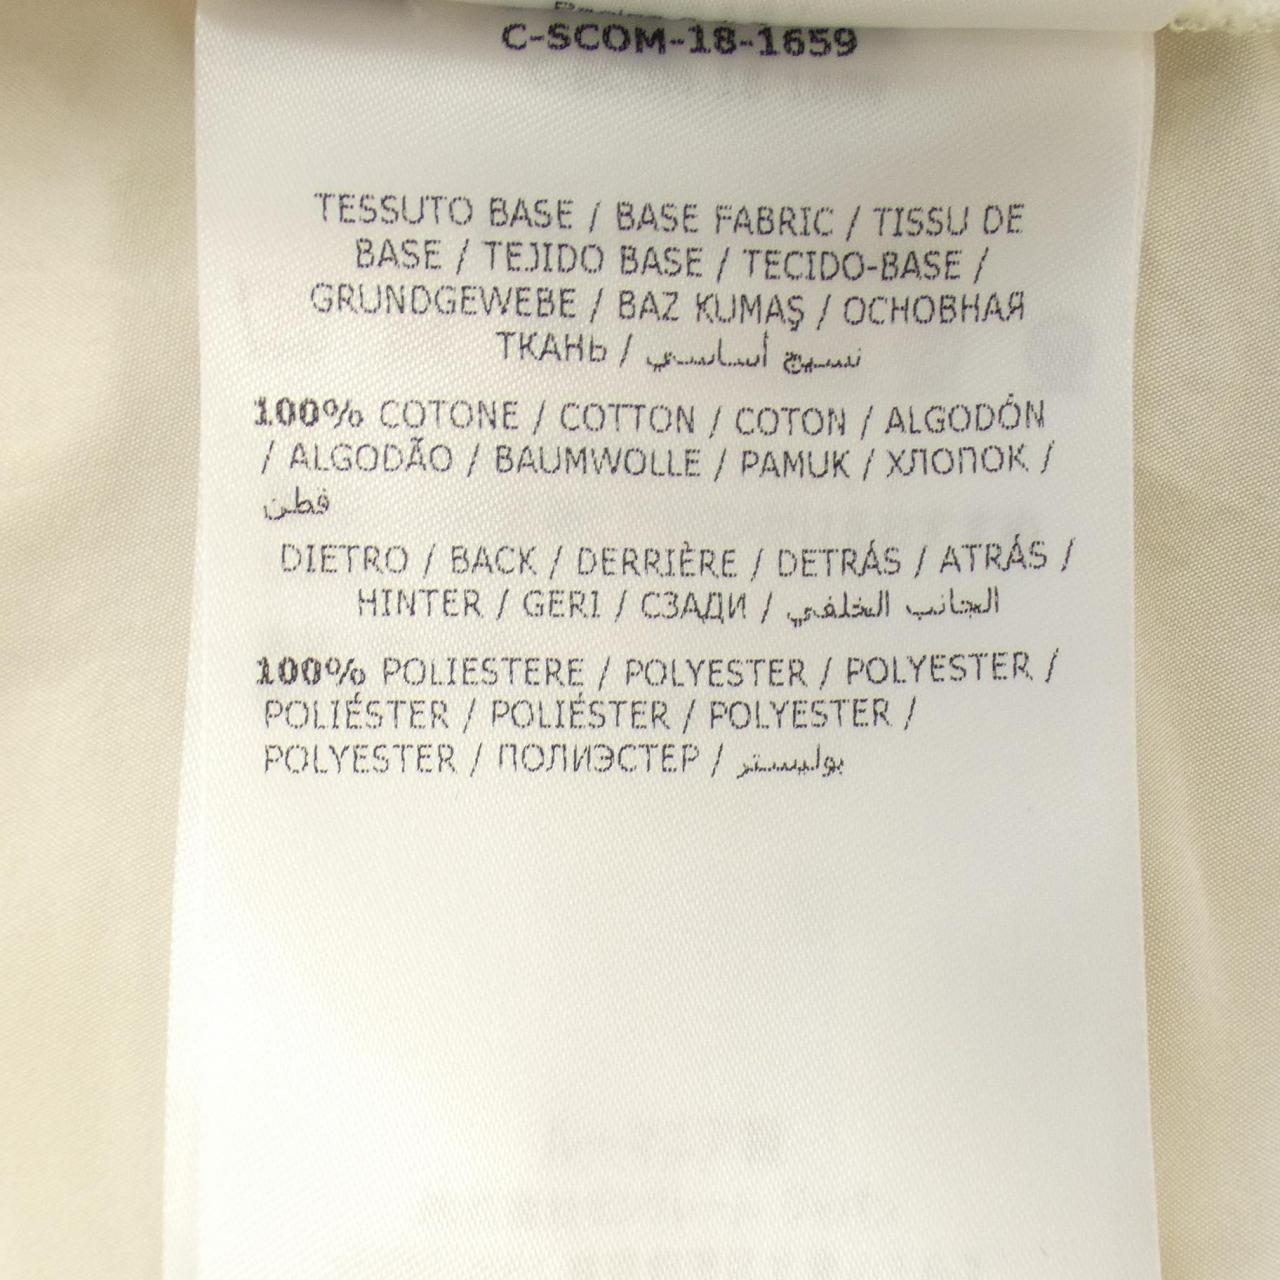 C-SCOM-18-1659
TESSUTO BASE / BASE FABRIC / TISSU DE
BASE / TEJIDO BASE / TECIDO-BASE /
GRUNDGEWEBE / BAZ KUMAŞ / ОСНОВНАЯ
ТКАНЬ / نسيج أساسي
100% COTONE / COTTON / COTON / ALGODÓN
/ ALGODÃO / BAUMWOLLE / PAMUK / ХЛОПОК /
قطن
DIETRO / BACK / DERRIÈRE / DETRÁS / ATRÁS /
HINTER / GERI / СЗАДИ / الجانب الخلفي
100% POLIESTERE / POLYESTER / POLYESTER /
POLIÉSTER / POLIÉSTER / POLYESTER /
POLYESTER / ПОЛИЭСТЕР / بوليستر